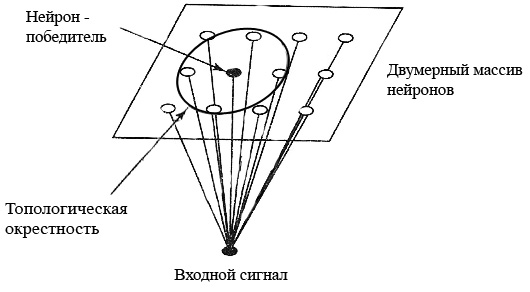 Нейрон -
победитель
Двумерный массив
нейронов
Топологическая
окрестность
Входной сигнал